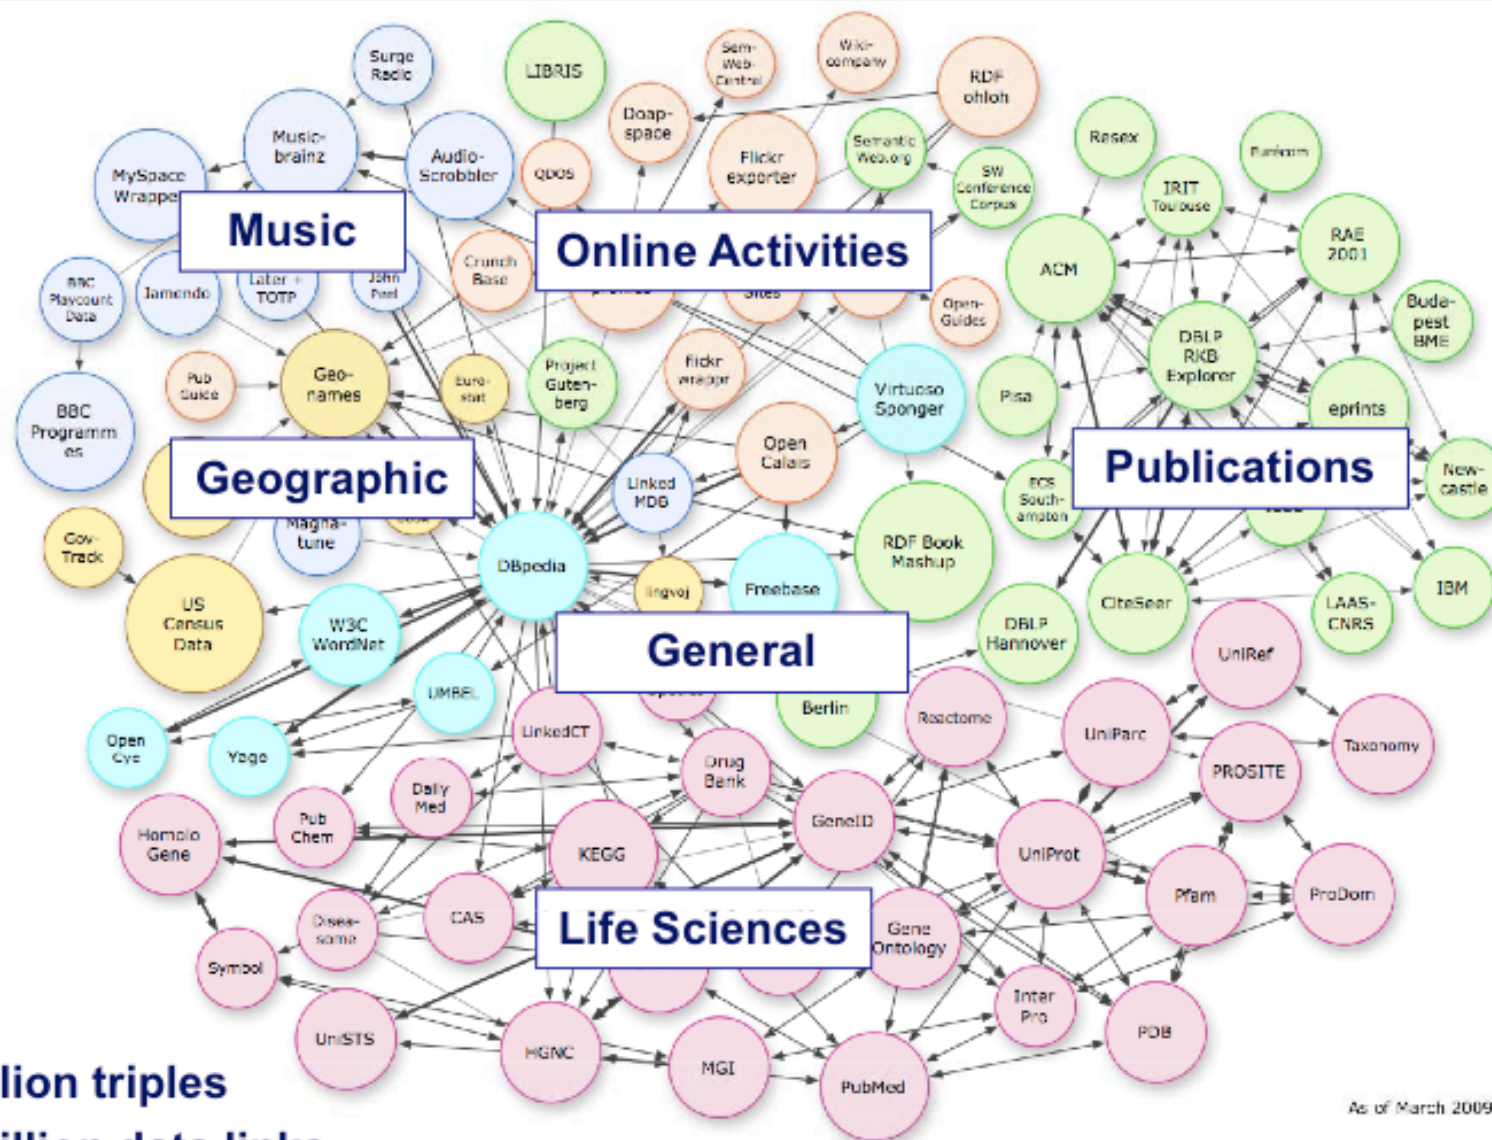 Surge
Radio
LIBRIS
Sem-
Web-
Central
Wiki-
company
RDF
ohloh
Doap-
space
Music-
brainz
MySpace
Wrapper
Audio-
Scrobbler
QDOS
Flickr
exporter
Semantic
Web.org
SW
Conference
Corpus
Resex
Eurécom
IRIT
Toulouse
Music
Online Activities
ACM
RAE
2001
BBC
Playcount
Data
Jamendo
Later +
TOTP
John
Peel
Crunch
Base
Sites
Open-
Guides
Buda-
pest
BME
DBLP
RKB
Explorer
Pub
Guide
Geo-
names
Euro-
stat
Project
Guten-
berg
flickr
wrappr
Virtuoso
Sponger
Pisa
eprints
BBC
Programm
es
Open
Calais
Geographic
Publications
Linked
MDB
ECS
South-
ampton
New-
castle
Gov-
Track
Magna-
tune
DBpedia
RDF Book
Mashup
lingvoj
Freebase
US
Census
Data
W3C
WordNet
DBLP
Hannover
CiteSeer
LAAS-
CNRS
IBM
General
UniRef
UMBEL
Berlin
Reactome
UniParc
Taxonomy
Open
Cyc
Yago
LinkedCT
Drug
Bank
PROSITE
Daily
Med
Pub
Chem
Homolo
Gene
KEGG
GeneID
UniProt
Pfam
ProDom
Disea-
some
CAS
Life Sciences
Gene
Ontology
Symbol
Inter
Pro
UniSTS
HGNC
MGI
PubMed
PDB
lion triples
As of March 2009